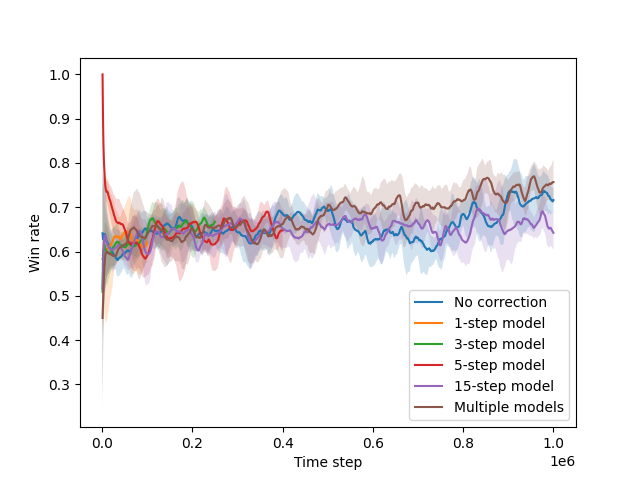 1.0
0.9
0.8
0.7
0.6
0.5
0.4
0.3
Win rate
No correction
1-step model
3-step model
5-step model
15-step model
Multiple models
0.0 0.2 0.4 0.6 0.8 1.0
Time step
1e6